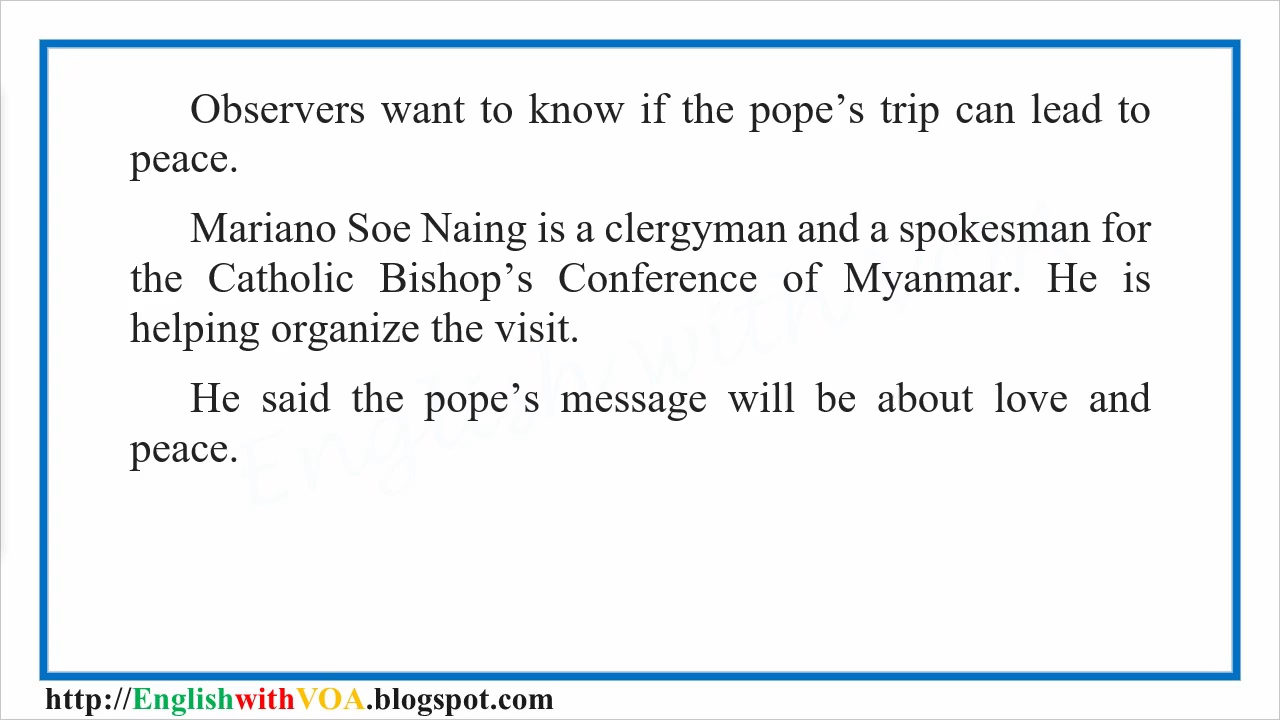 Observers want to know if the pope’s trip can lead to
peace.
Mariano Soe Naing is a clergyman and a spokesman for
the Catholic Bishop’s Conference of Myanmar. He is
helping organize the visit.
He said the pope’s message will be about love and
peace.
English with
http://EnglishwithVOA.blogspot.com